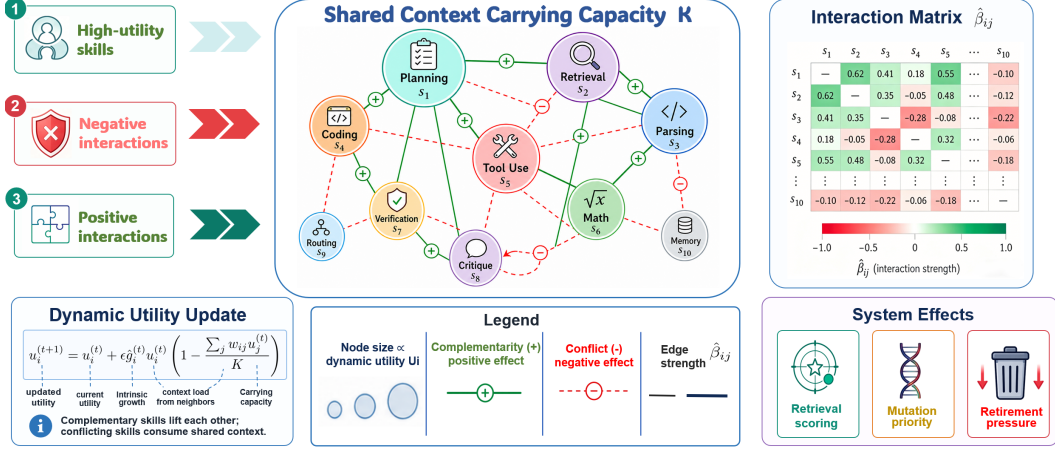 1
High-utility
skills
2
Negative
interactions
3
Positive
interactions
Shared Context Carrying Capacity K
Planning
s₁
Retrieval
s₂
Parsing
s₃
Coding
s₄
Tool Use
s₅
√x
Math
s₆
Verification
s₇
Critique
s₈
Routing
s₉
Memory
s₁₀
Interaction Matrix β̂ᵢⱼ
s₁ s₂ s₃ s₄ s₅ ⋯ s₁₀
s₁ — 0.62 0.41 0.18 0.55 ⋯ −0.10
s₂ 0.62 — 0.35 −0.05 0.48 ⋯ −0.12
s₃ 0.41 0.35 — −0.28 −0.08 ⋯ −0.22
s₄ 0.18 −0.05 −0.28 — 0.32 ⋯ −0.06
s₅ 0.55 0.48 −0.08 0.32 — ⋯ −0.18
⋮ ⋮ ⋮ ⋮ ⋮ ⋮ ⋮
s₁₀ −0.10 −0.12 −0.22 −0.06 −0.18 ⋯ —
−1.0 −0.5 0.0 0.5 1.0
β̂ᵢⱼ (interaction strength)
Dynamic Utility Update
uᵢ^(t+1) = uᵢ^(t) + ϵĝᵢ^(t)uᵢ^(t) (1 − ∑ⱼ wᵢⱼuⱼ^(t) / K)
updated
utility
current
utility
Intrinsic
growth
context load
from neighbors
Carrying
capacity
i
Complementary skills lift each other;
conflicting skills consume shared context.
Legend
Node size ∝
dynamic utility Ui
Complementarity (+)
positive effect
Conflict (-)
negative effect
Edge
strength β̂ᵢⱼ
System Effects
Retrieval
scoring
Mutation
priority
Retirement
pressure